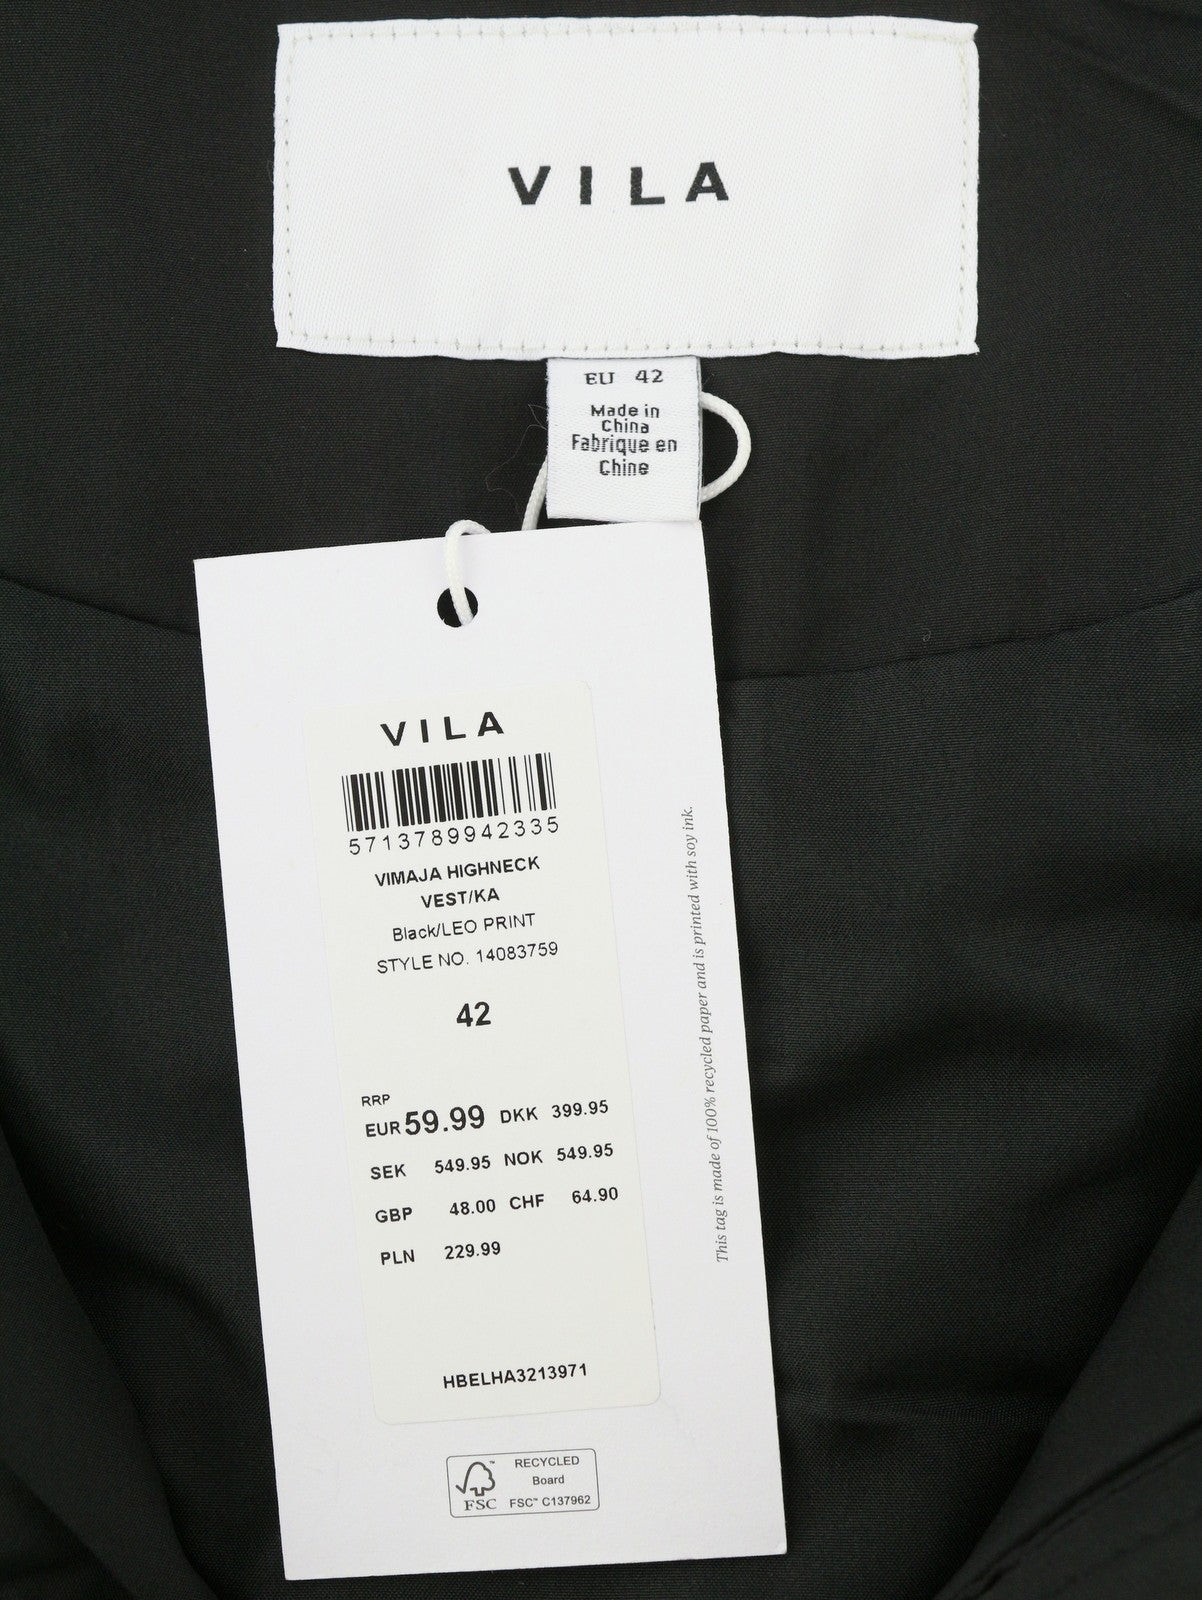 VILA
EU 42
Made in
China
Fabrique en
Chine
VILA
5713789942335
VIMAJA HIGHNECK
VEST/KA
Black/LEO PRINT
STYLE NO. 14083759
42
RRP
EUR 59.99 DKK 399.95
SEK 549.95 NOK 549.95
GBP 48.00 CHF 64.90
PLN 229.99
HBELHA3213971
This tag is made of 100% recycled paper and is printed with soy ink.
RECYCLED
Board
FSC™ C137962
FSC